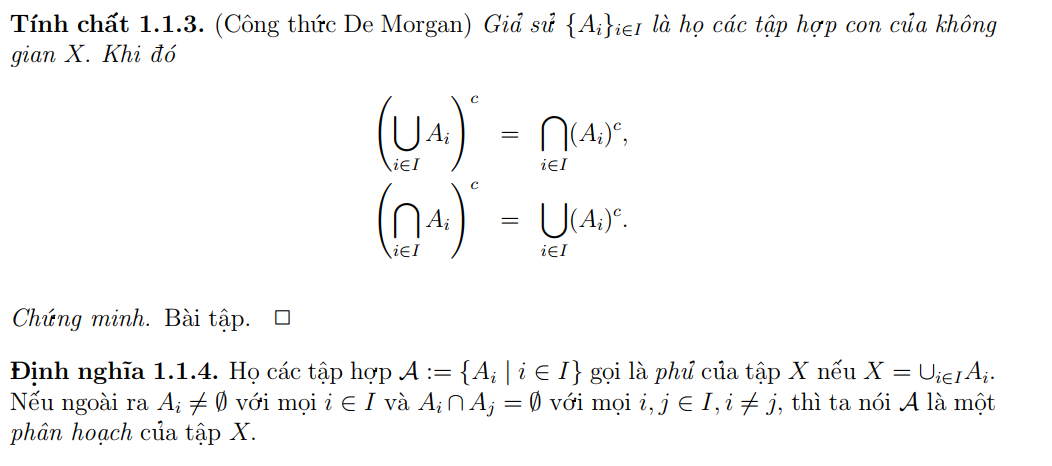 Tính chất 1.1.3. (Công thức De Morgan) Giả sử {A_i}_{i∈I} là họ các tập hợp con của không
gian X. Khi đó
(⋃_{i∈I} A_i)^c = ⋂_{i∈I} (A_i)^c,
(⋂_{i∈I} A_i)^c = ⋃_{i∈I} (A_i)^c.
Chứng minh. Bài tập. □
Định nghĩa 1.1.4. Họ các tập hợp 𝒜 := {A_i | i ∈ I} gọi là phủ của tập X nếu X = ∪_{i∈I} A_i.
Nếu ngoài ra A_i ≠ ∅ với mọi i ∈ I và A_i ∩ A_j = ∅ với mọi i, j ∈ I, i ≠ j, thì ta nói 𝒜 là một
phân hoạch của tập X.